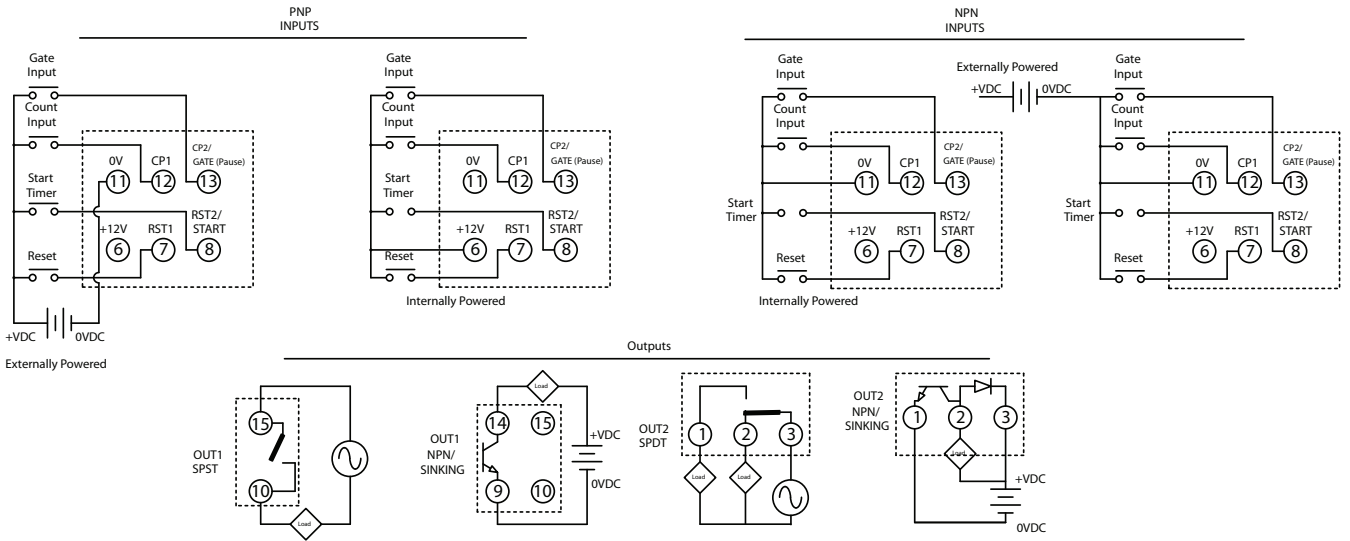 PNP
INPUTS
Gate
Input
Count
Input
Start
Timer
Reset
0V
CP1
CP2/
GATE (Pause)
11
12
13
+12V
RST1
RST2/
START
6
7
8
+VDC
0VDC
Externally Powered
Gate
Input
Count
Input
Start
Timer
Reset
0V
CP1
CP2/
GATE (Pause)
11
12
13
+12V
RST1
RST2/
START
6
7
8
Internally Powered
NPN
INPUTS
Gate
Input
Count
Input
Start
Timer
Reset
0V
CP1
CP2/
GATE (Pause)
11
12
13
+12V
RST1
RST2/
START
6
7
8
Internally Powered
Externally Powered
+VDC
0VDC
Gate
Input
Count
Input
Start
Timer
Reset
0V
CP1
CP2/
GATE (Pause)
11
12
13
+12V
RST1
RST2/
START
6
7
8
Outputs
OUT1
SPST
15
10
Load
OUT1
NPN/
SINKING
14
15
9
10
Load
+VDC
0VDC
OUT2
SPDT
1
2
3
Load
Load
OUT2
NPN/
SINKING
1
2
3
Load
+VDC
0VDC